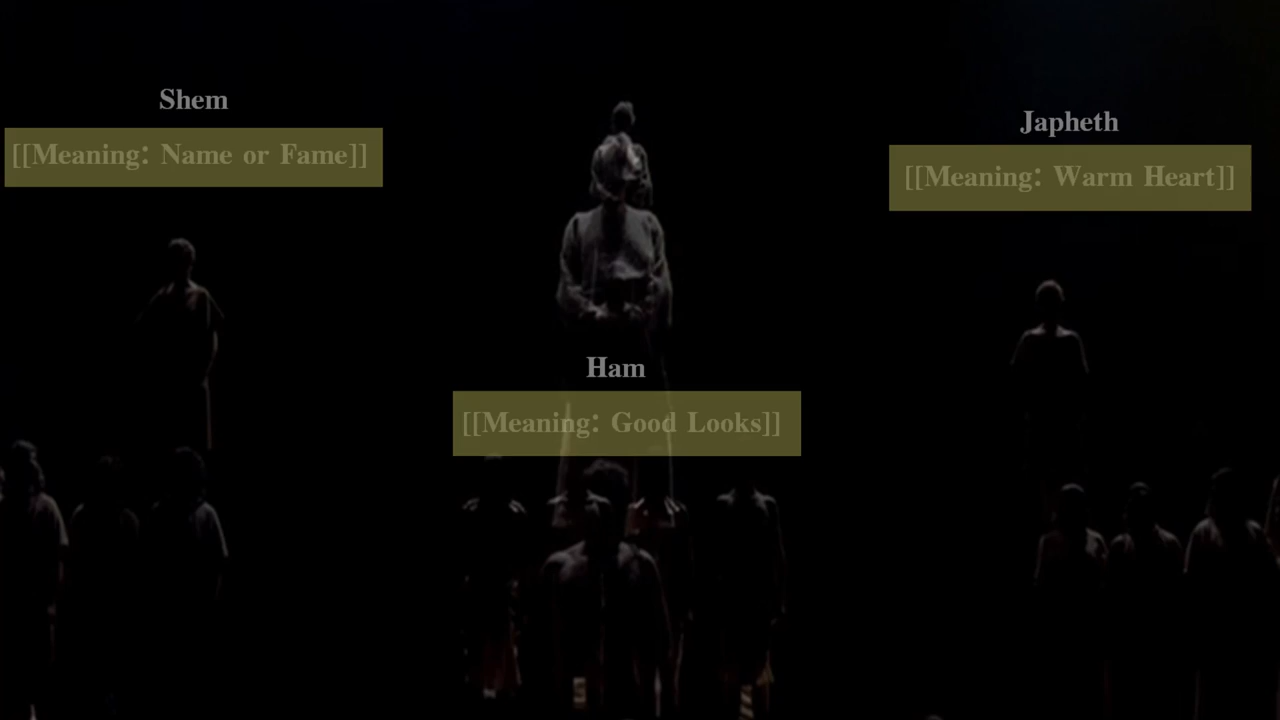 Shem
[[Meaning: Name or Fame]]
Japheth
[[Meaning: Warm Heart]]
Ham
[[Meaning: Good Looks]]